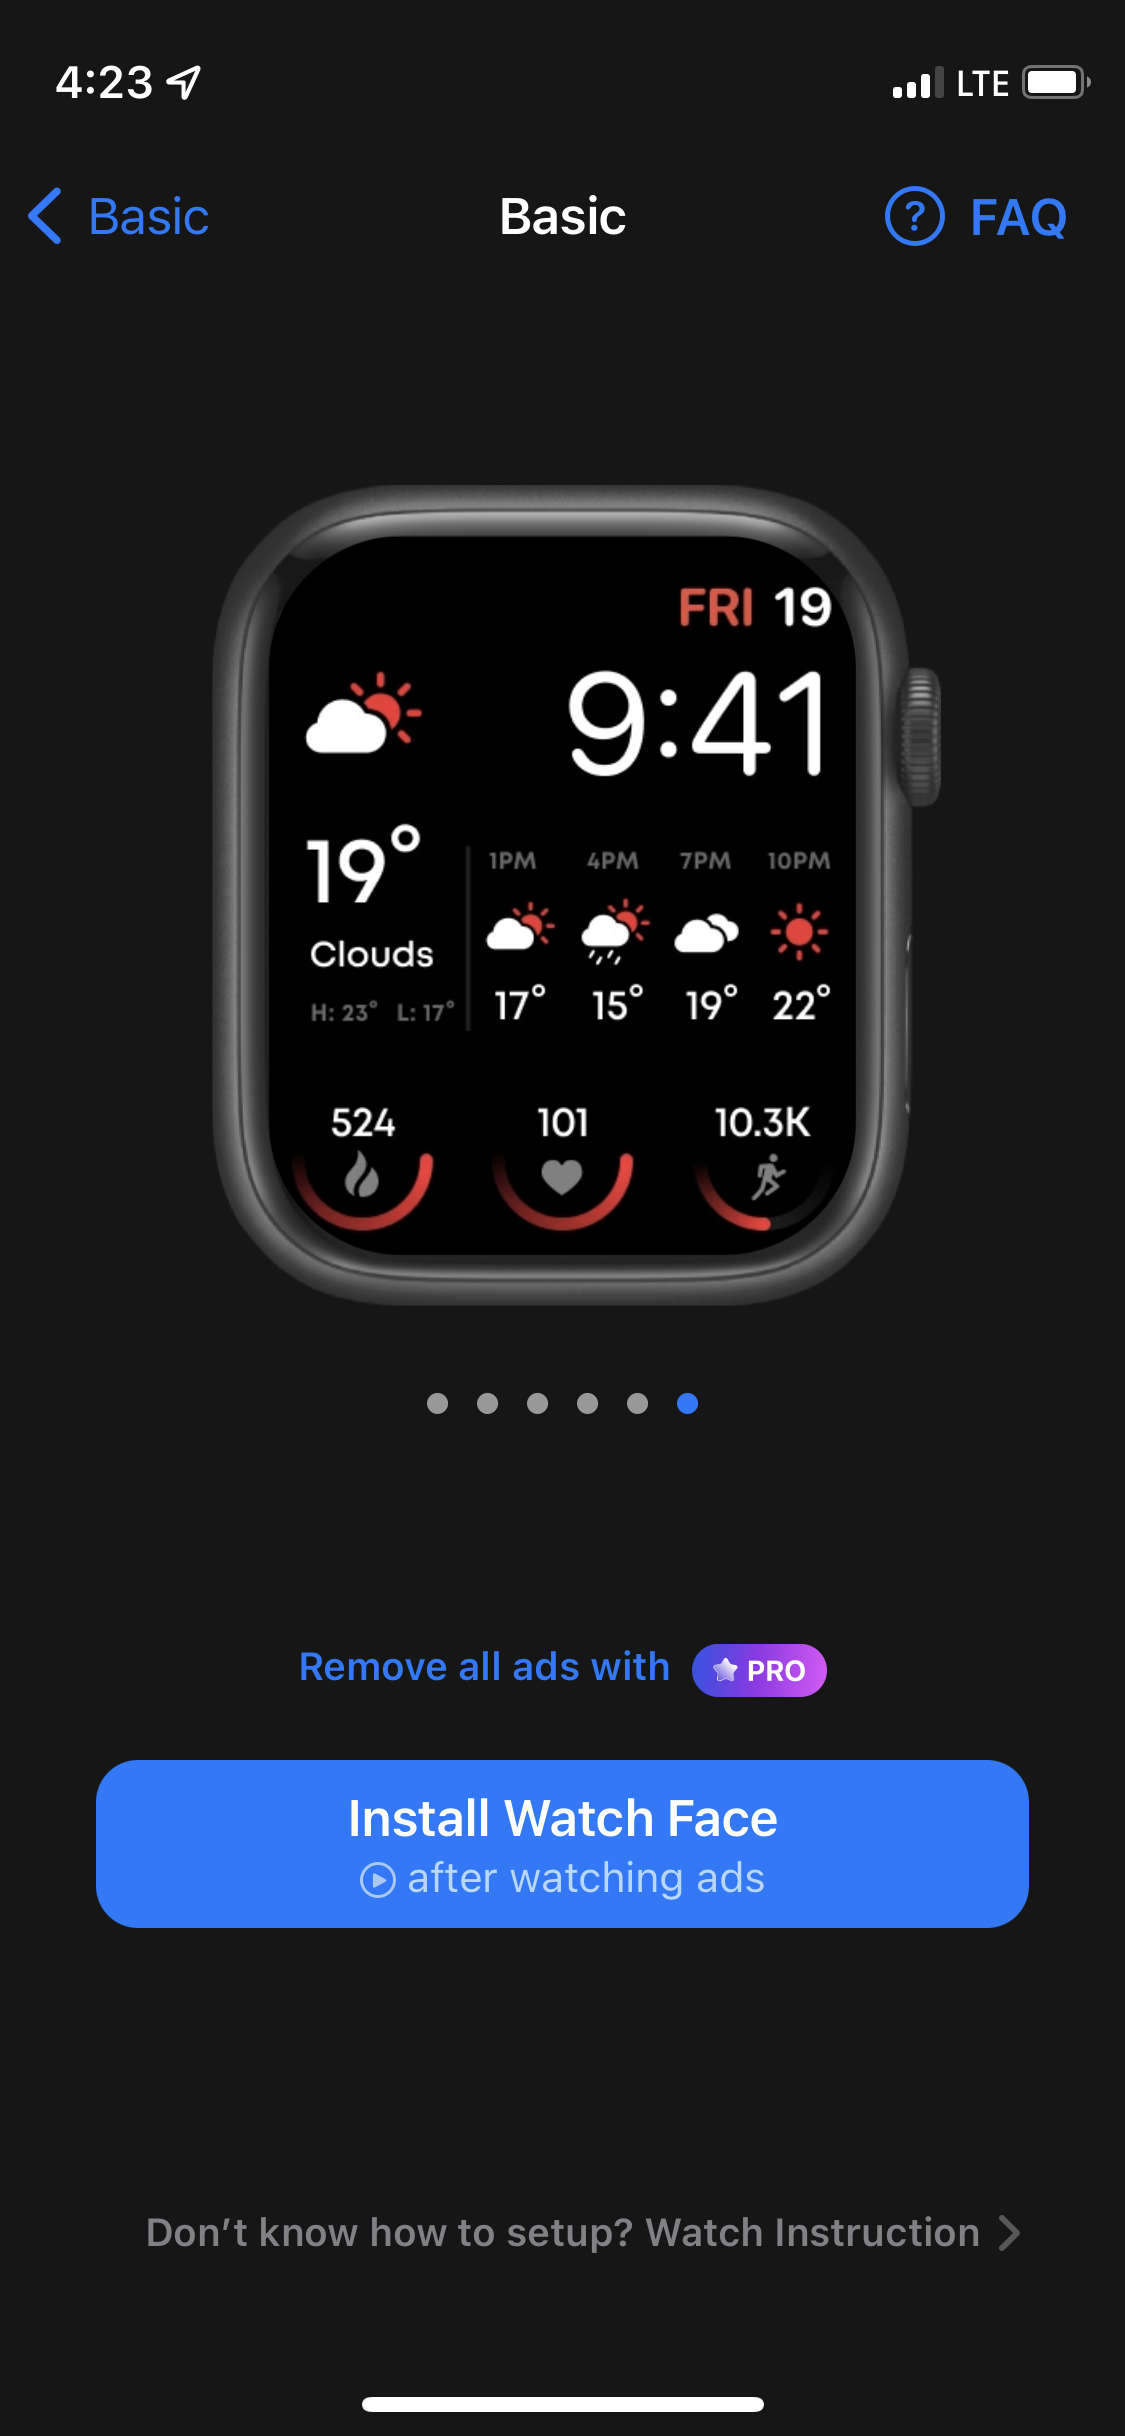 4:23 LTE
Basic Basic ? FAQ
FRI 19
9:41
19°
Clouds
H: 23° L: 17°
1PM 4PM 7PM 10PM
17° 15° 19° 22°
524 101 10.3K
Remove all ads with PRO
Install Watch Face
after watching ads
Don’t know how to setup? Watch Instruction